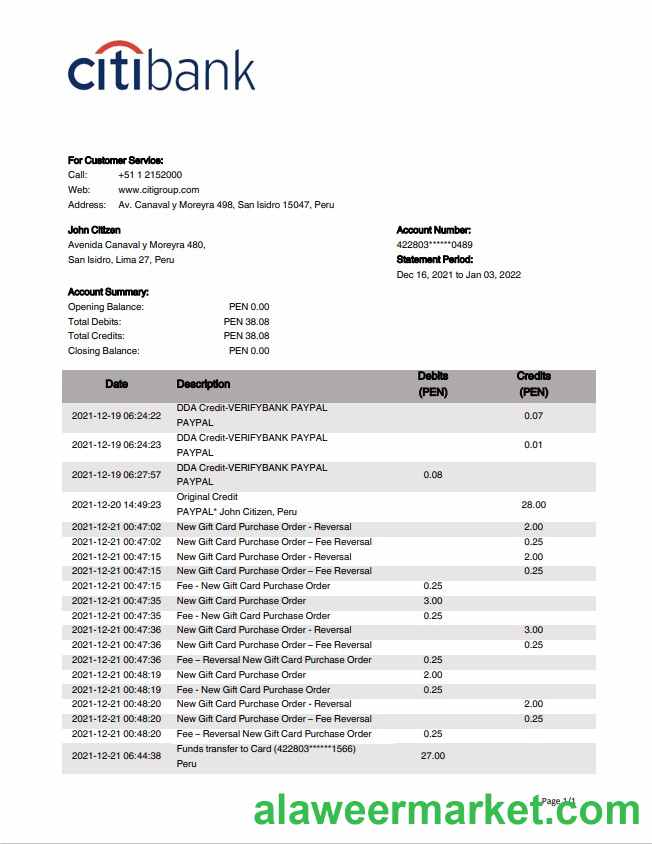 citibank
For Customer Service:
Call: +51 1 2152000
Web: www.citigroup.com
Address: Av. Canaval y Moreyra 498, San Isidro 15047, Peru
John Citizen
Avenida Canaval y Moreyra 480,
San Isidro, Lima 27, Peru
Account Number:
422803******0489
Statement Period:
Dec 16, 2021 to Jan 03, 2022
Account Summary:
Opening Balance: PEN 0.00
Total Debits: PEN 38.08
Total Credits: PEN 38.08
Closing Balance: PEN 0.00
Date Description Debits (PEN) Credits (PEN)
2021-12-19 06:24:22 DDA Credit-VERIFYBANK PAYPAL
PAYPAL 0.07
2021-12-19 06:24:23 DDA Credit-VERIFYBANK PAYPAL
PAYPAL 0.01
2021-12-19 06:27:57 DDA Credit-VERIFYBANK PAYPAL
PAYPAL 0.08
2021-12-20 14:49:23 Original Credit
PAYPAL* John Citizen, Peru 28.00
2021-12-21 00:47:02 New Gift Card Purchase Order - Reversal 2.00
2021-12-21 00:47:02 New Gift Card Purchase Order – Fee Reversal 0.25
2021-12-21 00:47:15 New Gift Card Purchase Order - Reversal 2.00
2021-12-21 00:47:15 New Gift Card Purchase Order – Fee Reversal 0.25
2021-12-21 00:47:15 Fee - New Gift Card Purchase Order 0.25
2021-12-21 00:47:35 New Gift Card Purchase Order 3.00
2021-12-21 00:47:35 Fee - New Gift Card Purchase Order 0.25
2021-12-21 00:47:36 New Gift Card Purchase Order - Reversal 3.00
2021-12-21 00:47:36 New Gift Card Purchase Order – Fee Reversal 0.25
2021-12-21 00:47:36 Fee – Reversal New Gift Card Purchase Order 0.25
2021-12-21 00:48:19 New Gift Card Purchase Order 2.00
2021-12-21 00:48:19 Fee - New Gift Card Purchase Order 0.25
2021-12-21 00:48:20 New Gift Card Purchase Order - Reversal 2.00
2021-12-21 00:48:20 New Gift Card Purchase Order – Fee Reversal 0.25
2021-12-21 00:48:20 Fee – Reversal New Gift Card Purchase Order 0.25
2021-12-21 06:44:38 Funds transfer to Card (422803******1566)
Peru 27.00
Page 1/1
alaweermarket.com